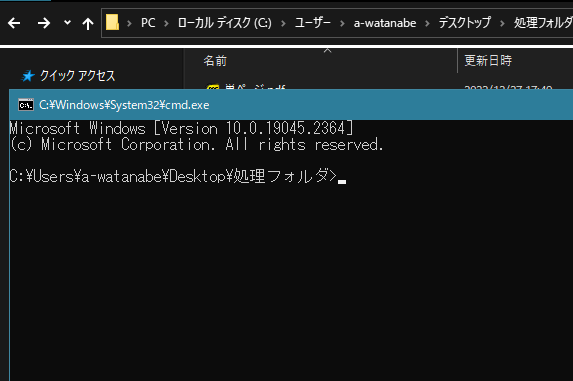 PC › ローカル ディスク (C:) › ユーザー › a-watanabe › デスクトップ › 処理フォルダ
クイック アクセス
名前 更新日時
C:¥Windows¥System32¥cmd.exe
Microsoft Windows [Version 10.0.19045.2364]
(c) Microsoft Corporation. All rights reserved.
C:¥Users¥a-watanabe¥Desktop¥処理フォルダ>